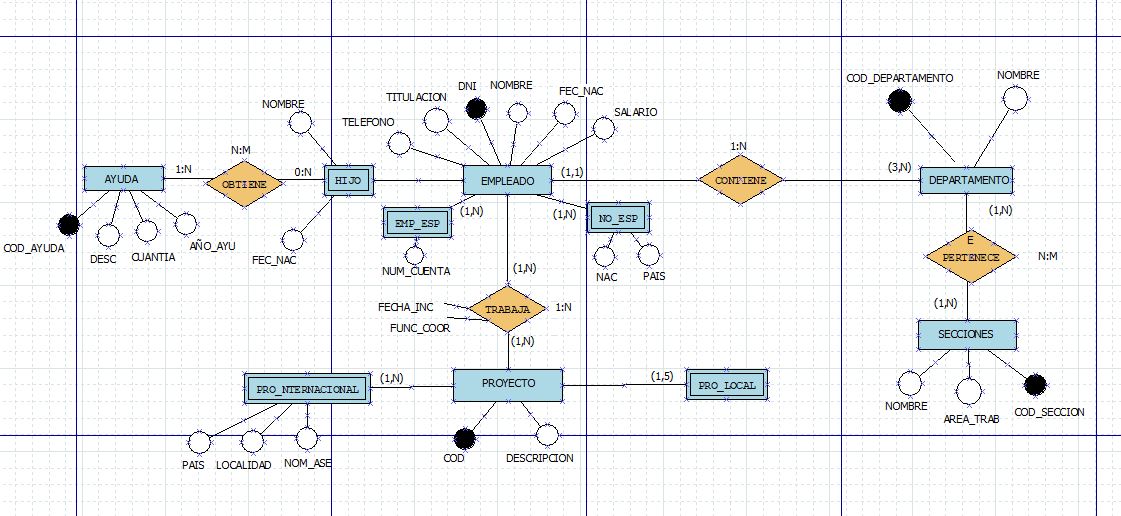 COD_DEPARTAMENTO
NOMBRE
DNI
NOMBRE
TITULACION
FEC_NAC
NOMBRE
TELEFONO
SALARIO
N:M
1:N
AYUDA
1:N
OBTIENE
0:N
HIJO
EMPLEADO
(1,1)
CONTIENE
(3,N)
DEPARTAMENTO
COD_AYUDA
DESC
CUANTIA
AÑO_AYU
FEC_NAC
EMP_ESP
(1,N)
(1,N)
NO_ESP
(1,N)
NUM_CUENTA
NAC
PAIS
E
PERTENECE
N:M
(1,N)
FECHA_INC
FUNC_COOR
TRABAJA
1:N
(1,N)
(1,N)
SECCIONES
PRO_NTERNACIONAL
(1,N)
PROYECTO
(1,5)
PRO_LOCAL
NOMBRE
AREA_TRAB
COD_SECCION
PAIS
LOCALIDAD
NOM_ASE
COD
DESCRIPCION